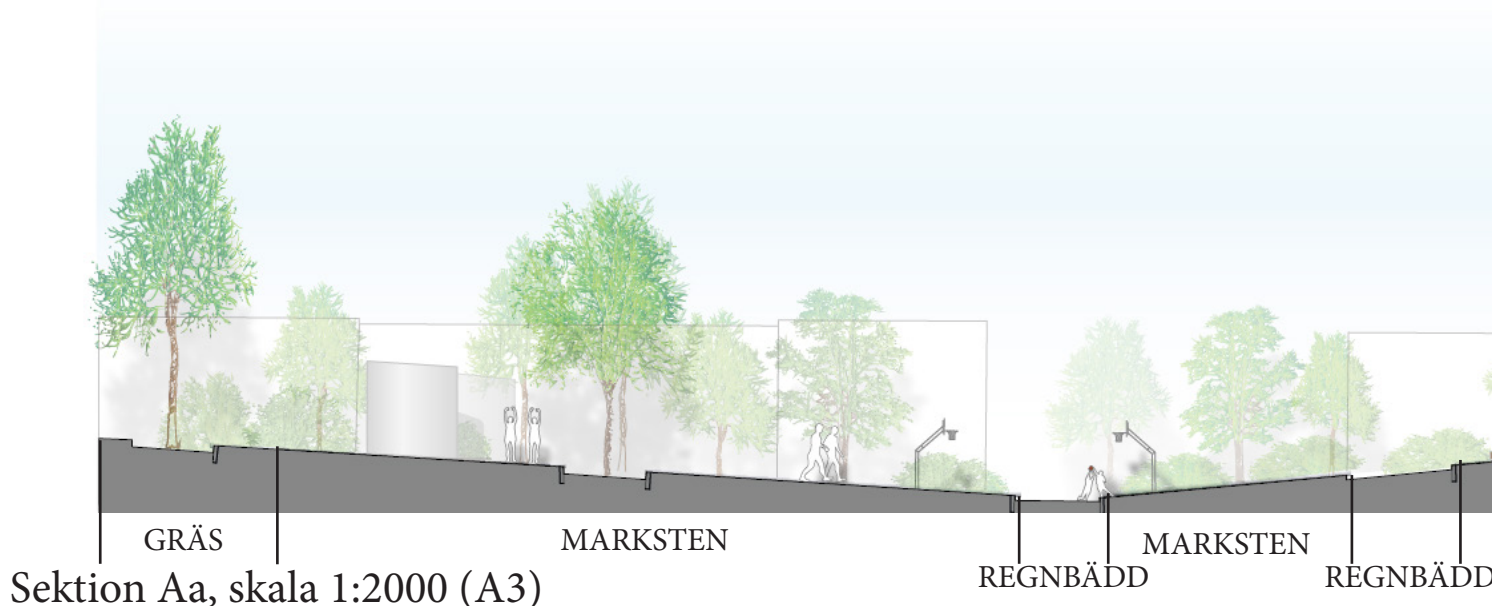 GRÄS
MARKSTEN
MARKSTEN
REGNBÄDD
REGNBÄDD
Sektion Aa, skala 1:2000 (A3)